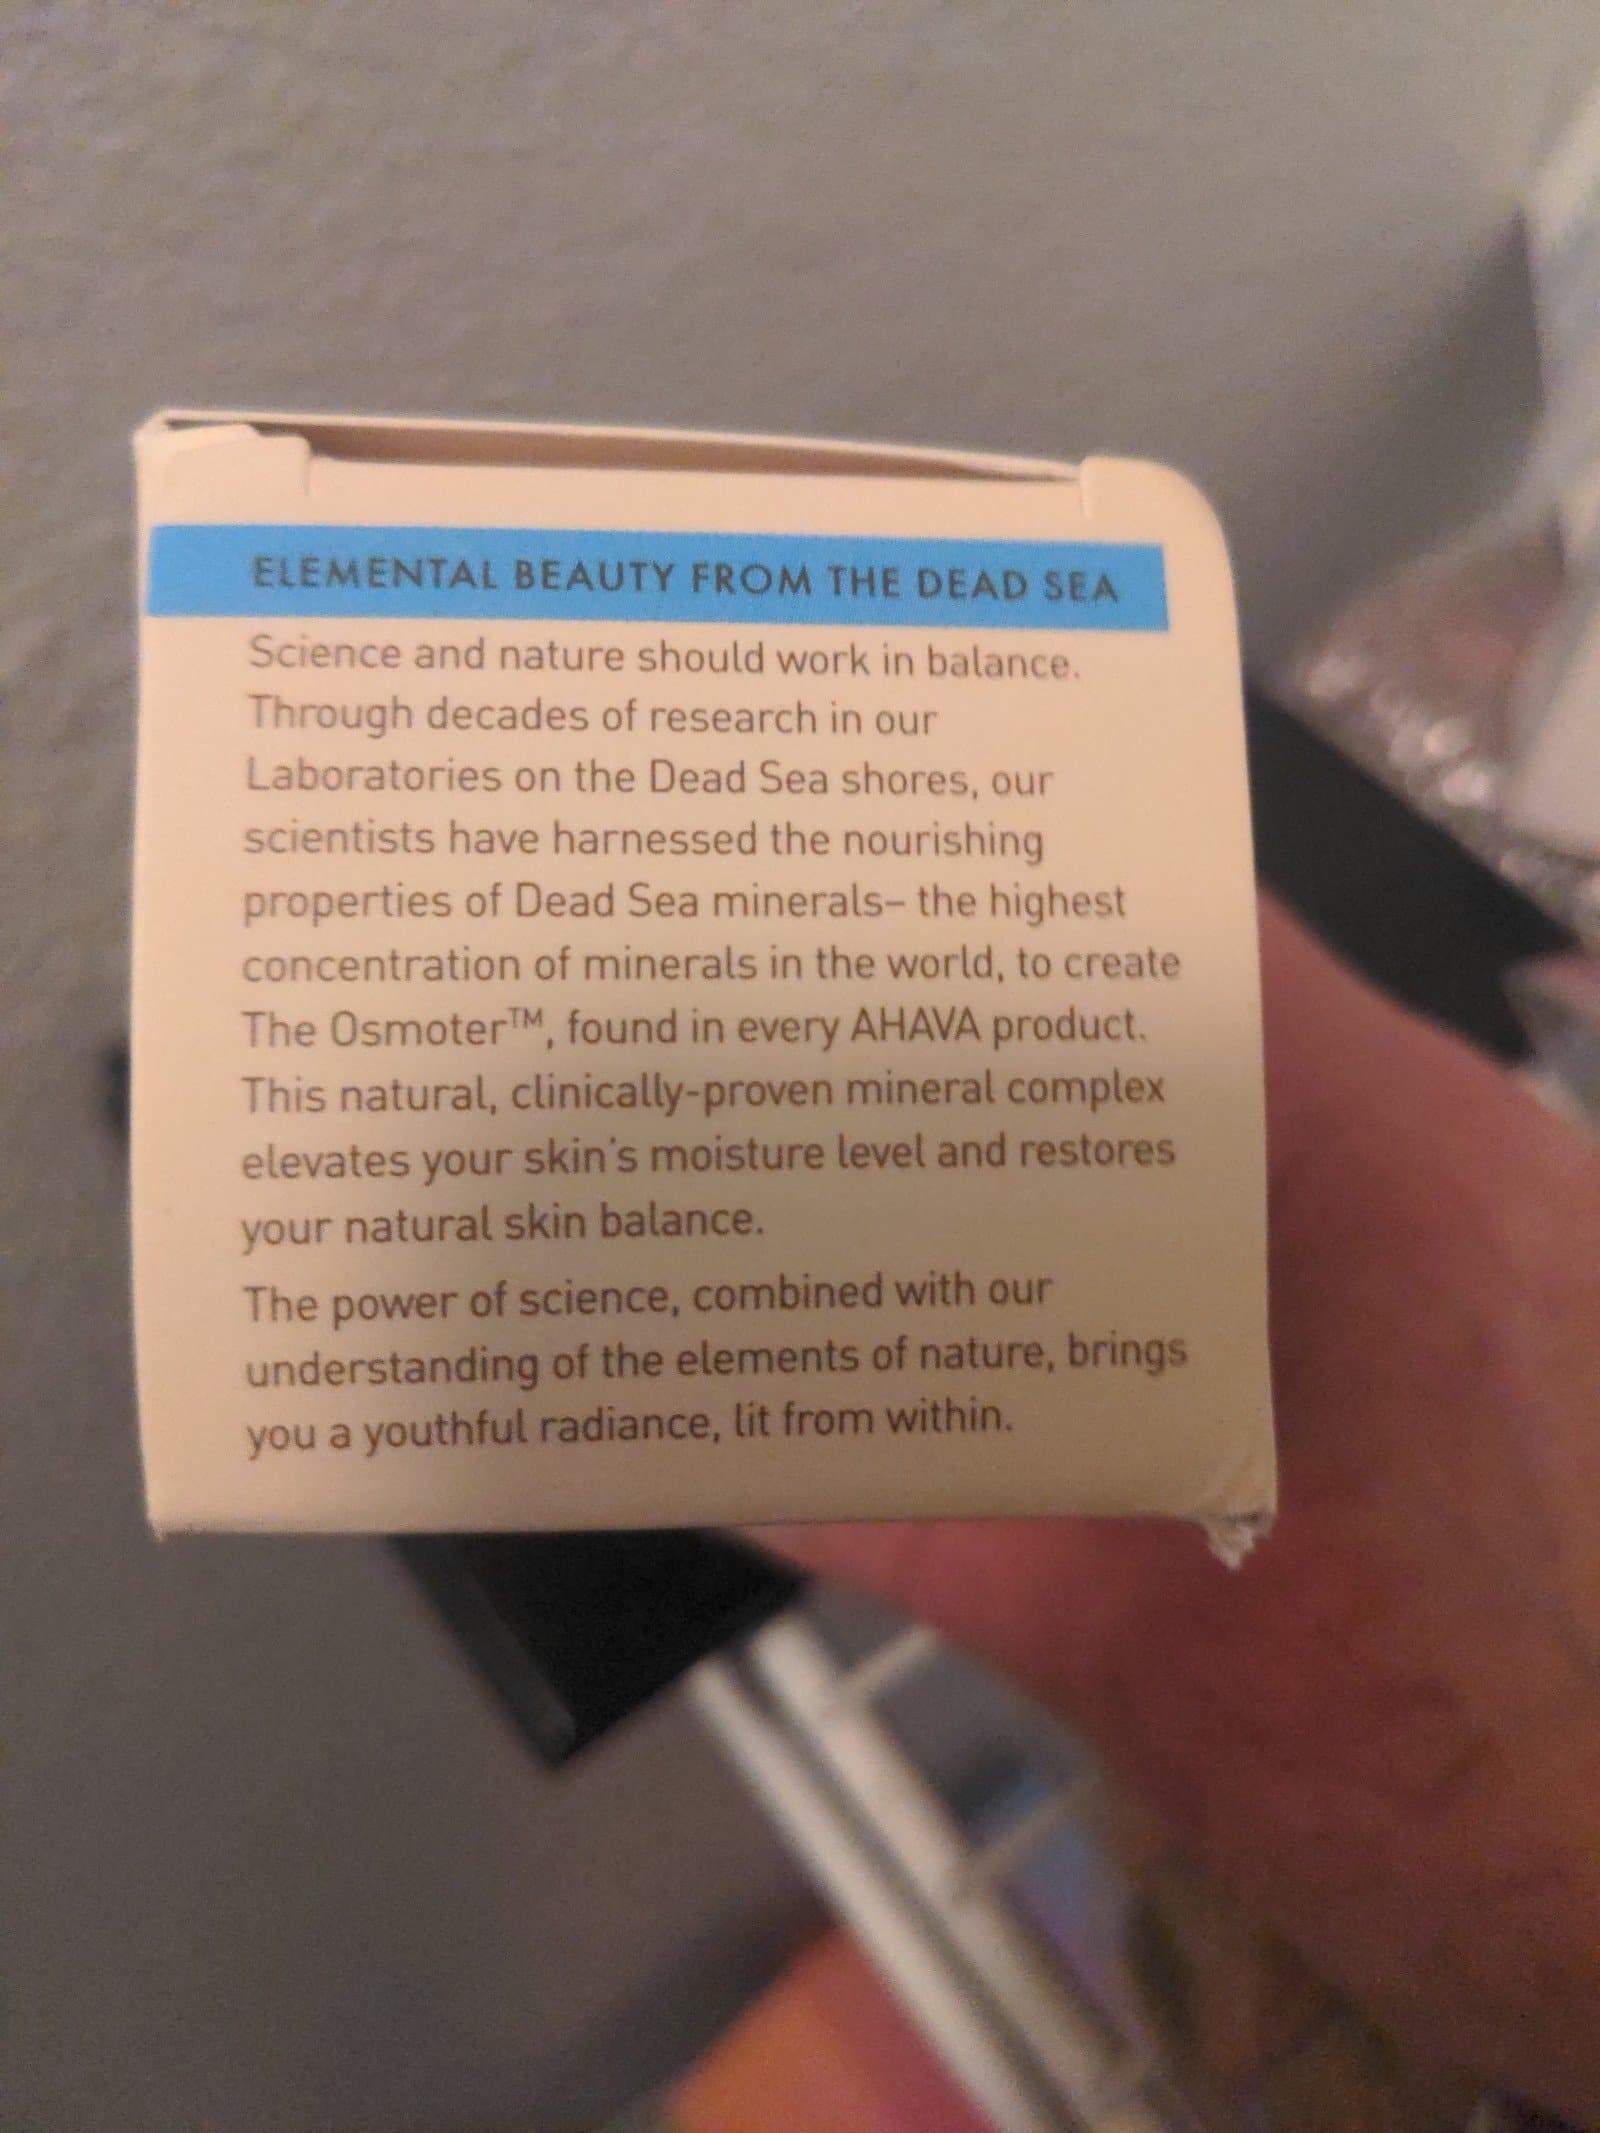 ELEMENTAL BEAUTY FROM THE DEAD SEA
Science and nature should work in balance.
Through decades of research in our
Laboratories on the Dead Sea shores, our
scientists have harnessed the nourishing
properties of Dead Sea minerals– the highest
concentration of minerals in the world, to create
The Osmoter™, found in every AHAVA product.
This natural, clinically-proven mineral complex
elevates your skin's moisture level and restores
your natural skin balance.
The power of science, combined with our
understanding of the elements of nature, brings
you a youthful radiance, lit from within.